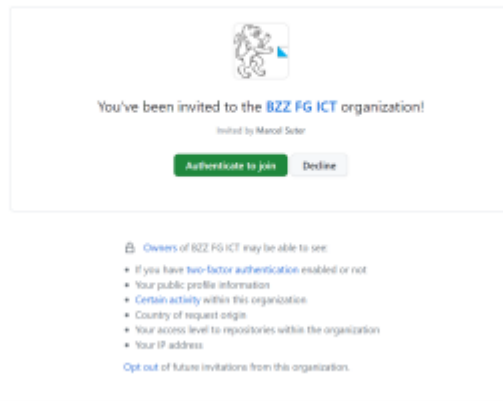 You've been invited to the BZZ FG ICT organization!
Invited by Marcel Suter
Authenticate to join
Decline
Owners of BZZ FG ICT may be able to see:
If you have two-factor authentication enabled or not
Your public profile information
Certain activity within this organization
Country of request origin
Your access level to repositories within the organization
Your IP address
Opt out of future invitations from this organization.